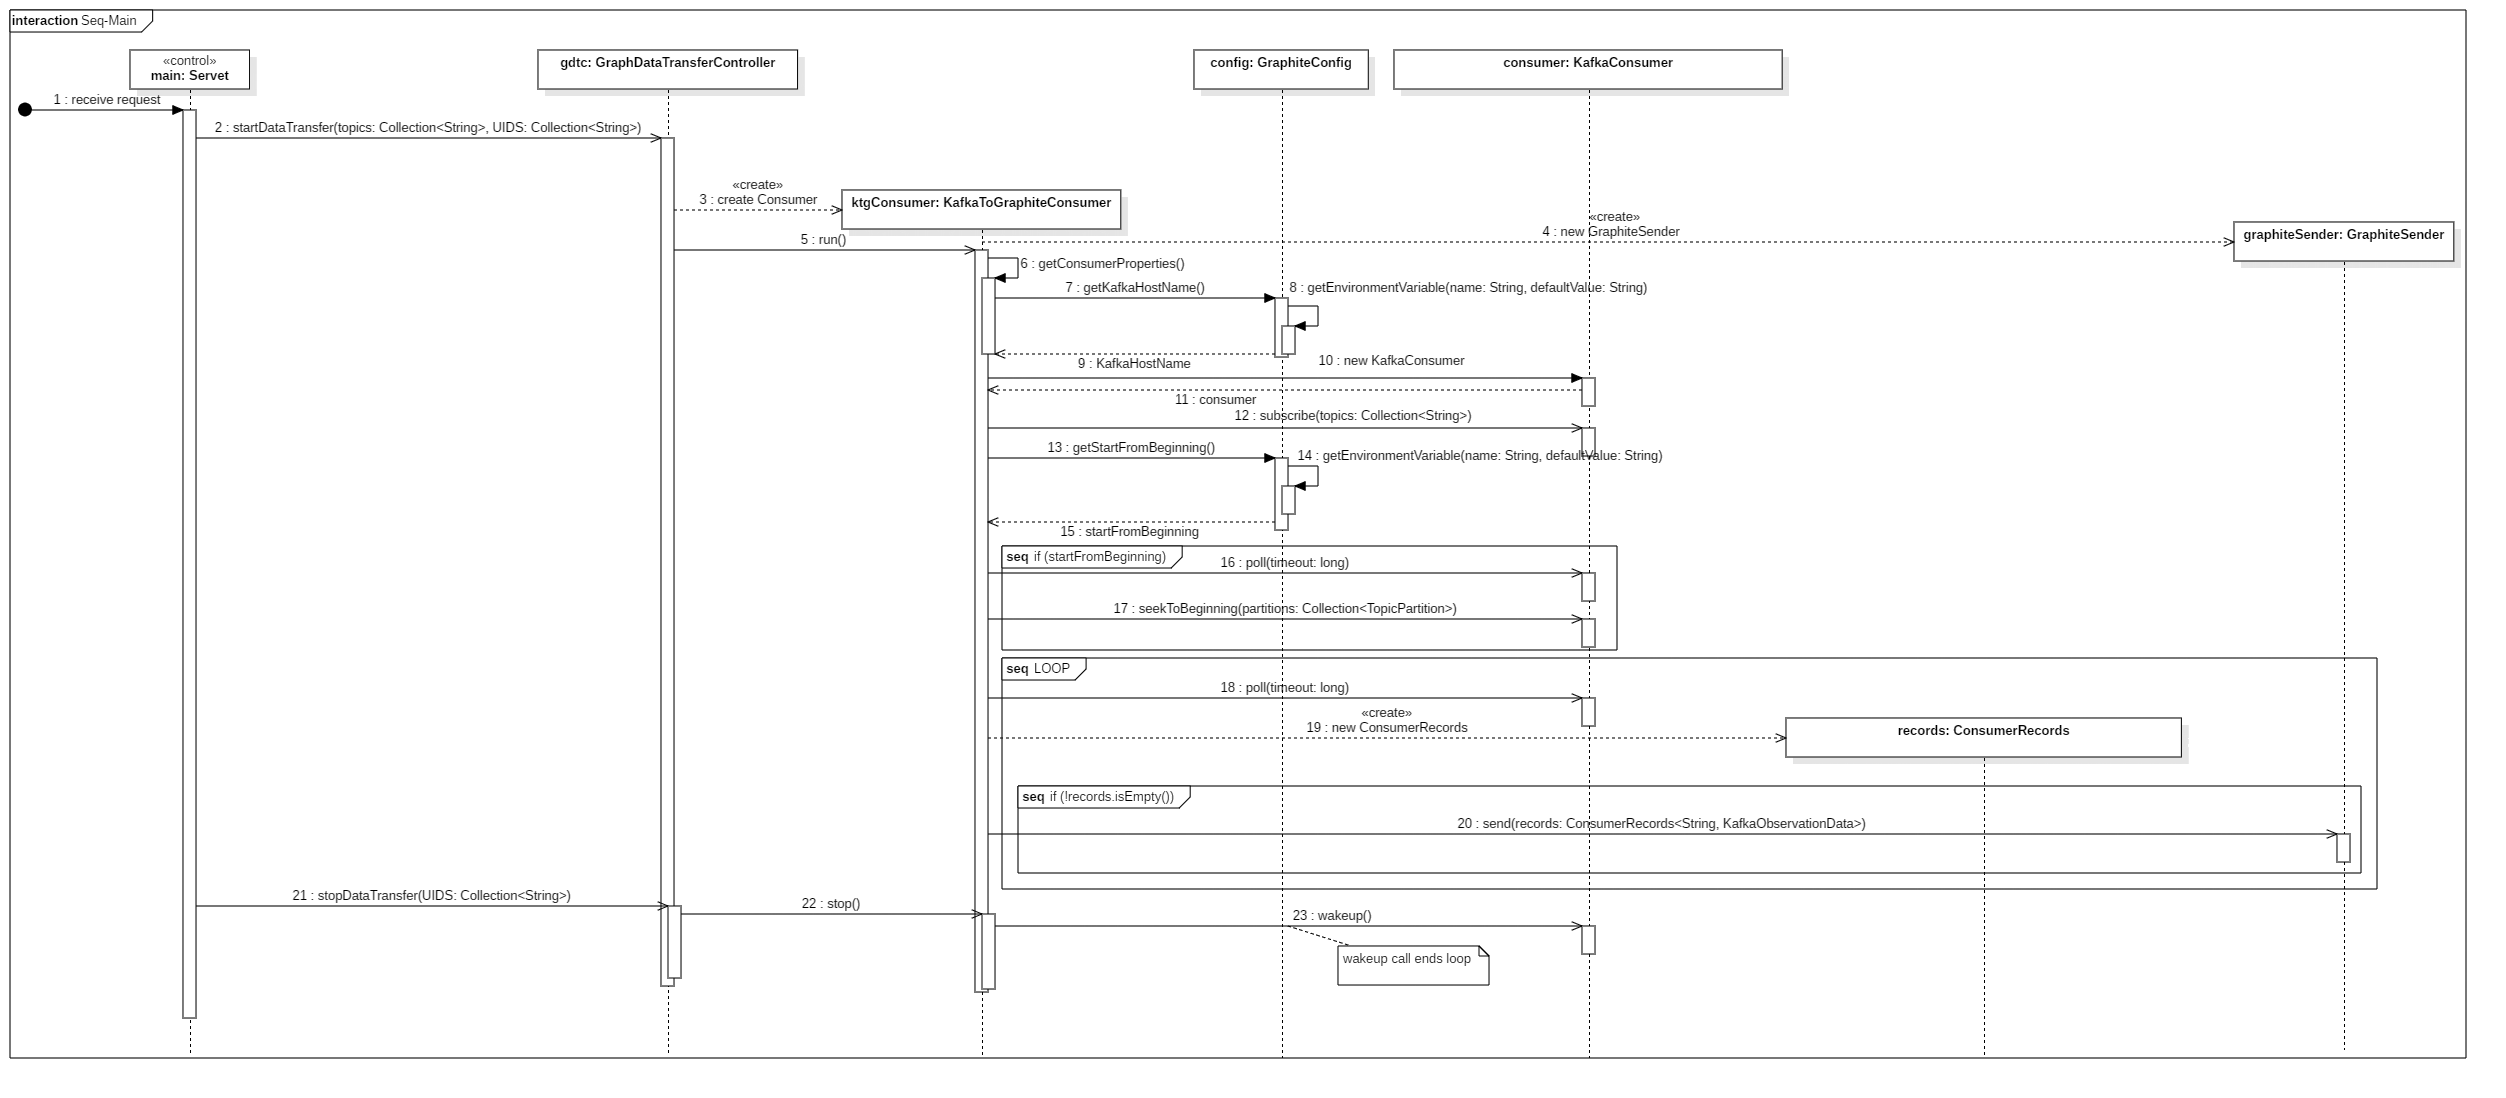 interaction Seq-Main
«control»
main: Servet
gdtc: GraphDataTransferController
config: GraphiteConfig
consumer: KafkaConsumer
1 : receive request
2 : startDataTransfer(topics: Collection<String>, UIDS: Collection<String>)
«create»
3 : create Consumer
ktgConsumer: KafkaToGraphiteConsumer
«create»
4 : new GraphiteSender
graphiteSender: GraphiteSender
5 : run()
6 : getConsumerProperties()
7 : getKafkaHostName()
8 : getEnvironmentVariable(name: String, defaultValue: String)
9 : KafkaHostName
10 : new KafkaConsumer
11 : consumer
12 : subscribe(topics: Collection<String>)
13 : getStartFromBeginning()
14 : getEnvironmentVariable(name: String, defaultValue: String)
15 : startFromBeginning
seq if (startFromBeginning)
16 : poll(timeout: long)
17 : seekToBeginning(partitions: Collection<TopicPartition>)
seq LOOP
18 : poll(timeout: long)
«create»
19 : new ConsumerRecords
records: ConsumerRecords
seq if (!records.isEmpty())
20 : send(records: ConsumerRecords<String, KafkaObservationData>)
21 : stopDataTransfer(UIDS: Collection<String>)
22 : stop()
23 : wakeup()
wakeup call ends loop